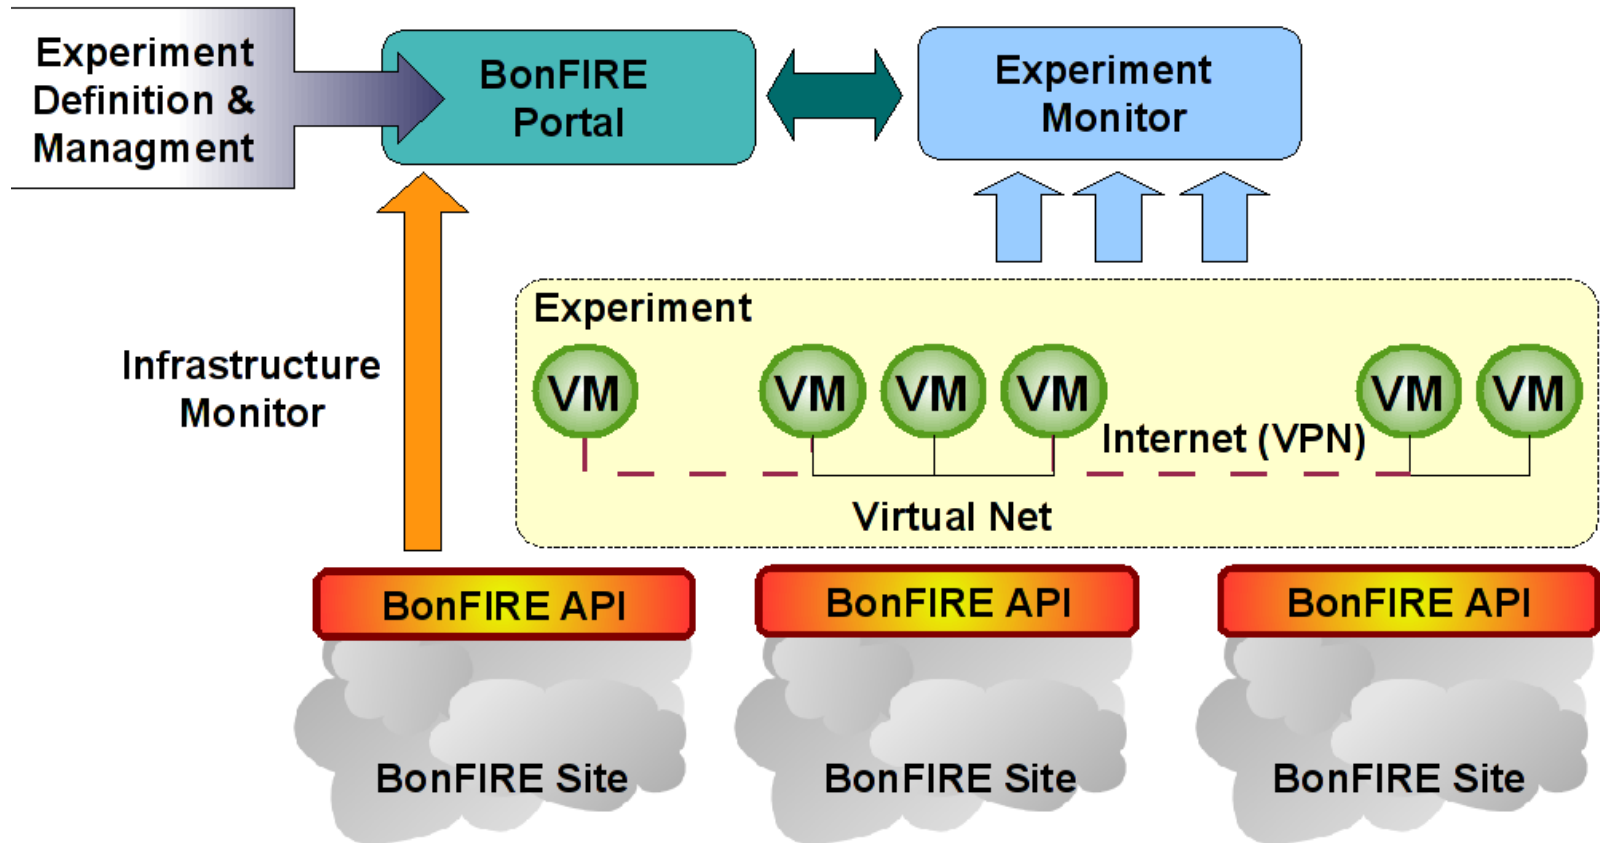 Experiment
Definition &
Managment
BonFIRE
Portal
Experiment
Monitor
Experiment
Infrastructure
Monitor
VM
VM
VM
VM
VM
VM
Internet (VPN)
Virtual Net
BonFIRE API
BonFIRE API
BonFIRE API
BonFIRE Site
BonFIRE Site
BonFIRE Site